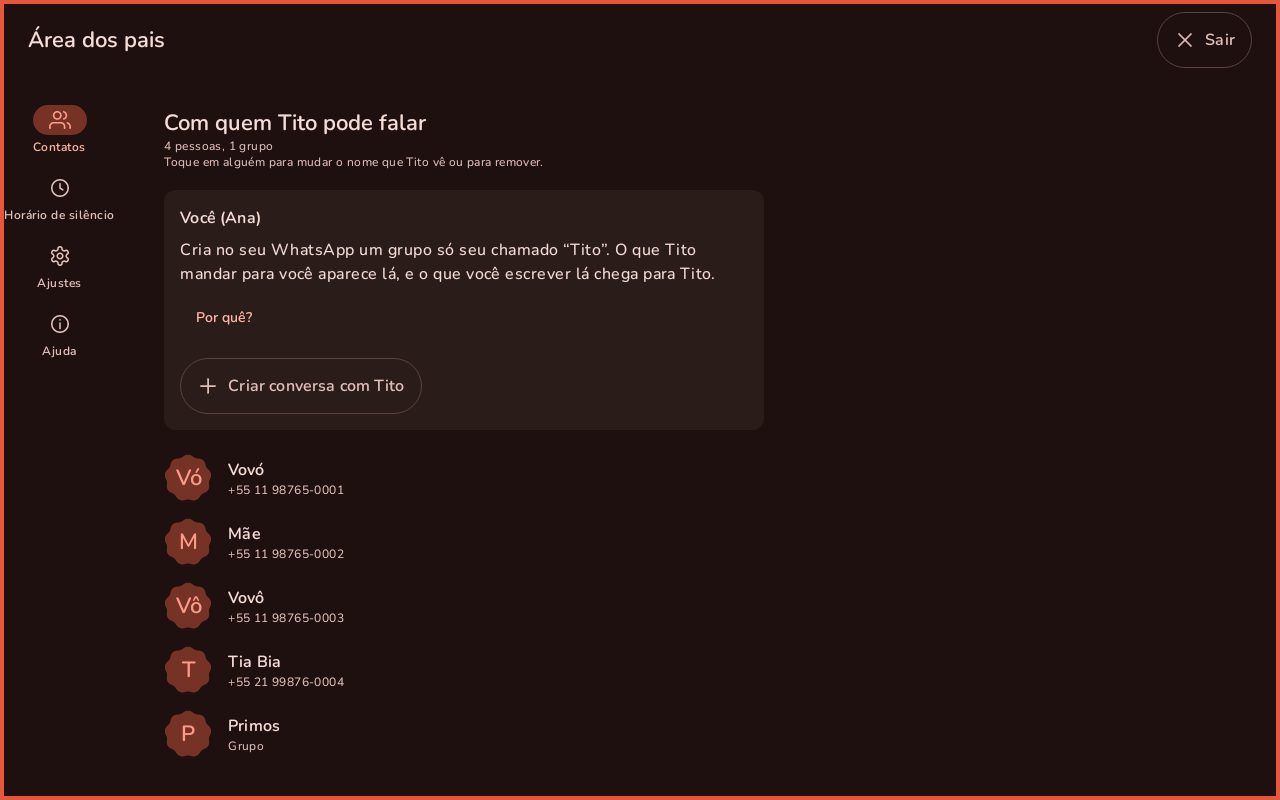 Área dos pais
Sair
Contatos
Horário de silêncio
Ajustes
Ajuda
Com quem Tito pode falar
4 pessoas, 1 grupo
Toque em alguém para mudar o nome que Tito vê ou para remover.
Você (Ana)
Cria no seu WhatsApp um grupo só seu chamado “Tito”. O que Tito
mandar para você aparece lá, e o que você escrever lá chega para Tito.
Por quê?
Criar conversa com Tito
Vó
Vovó
+55 11 98765-0001
M
Mãe
+55 11 98765-0002
Vô
Vovô
+55 11 98765-0003
T
Tia Bia
+55 21 99876-0004
P
Primos
Grupo